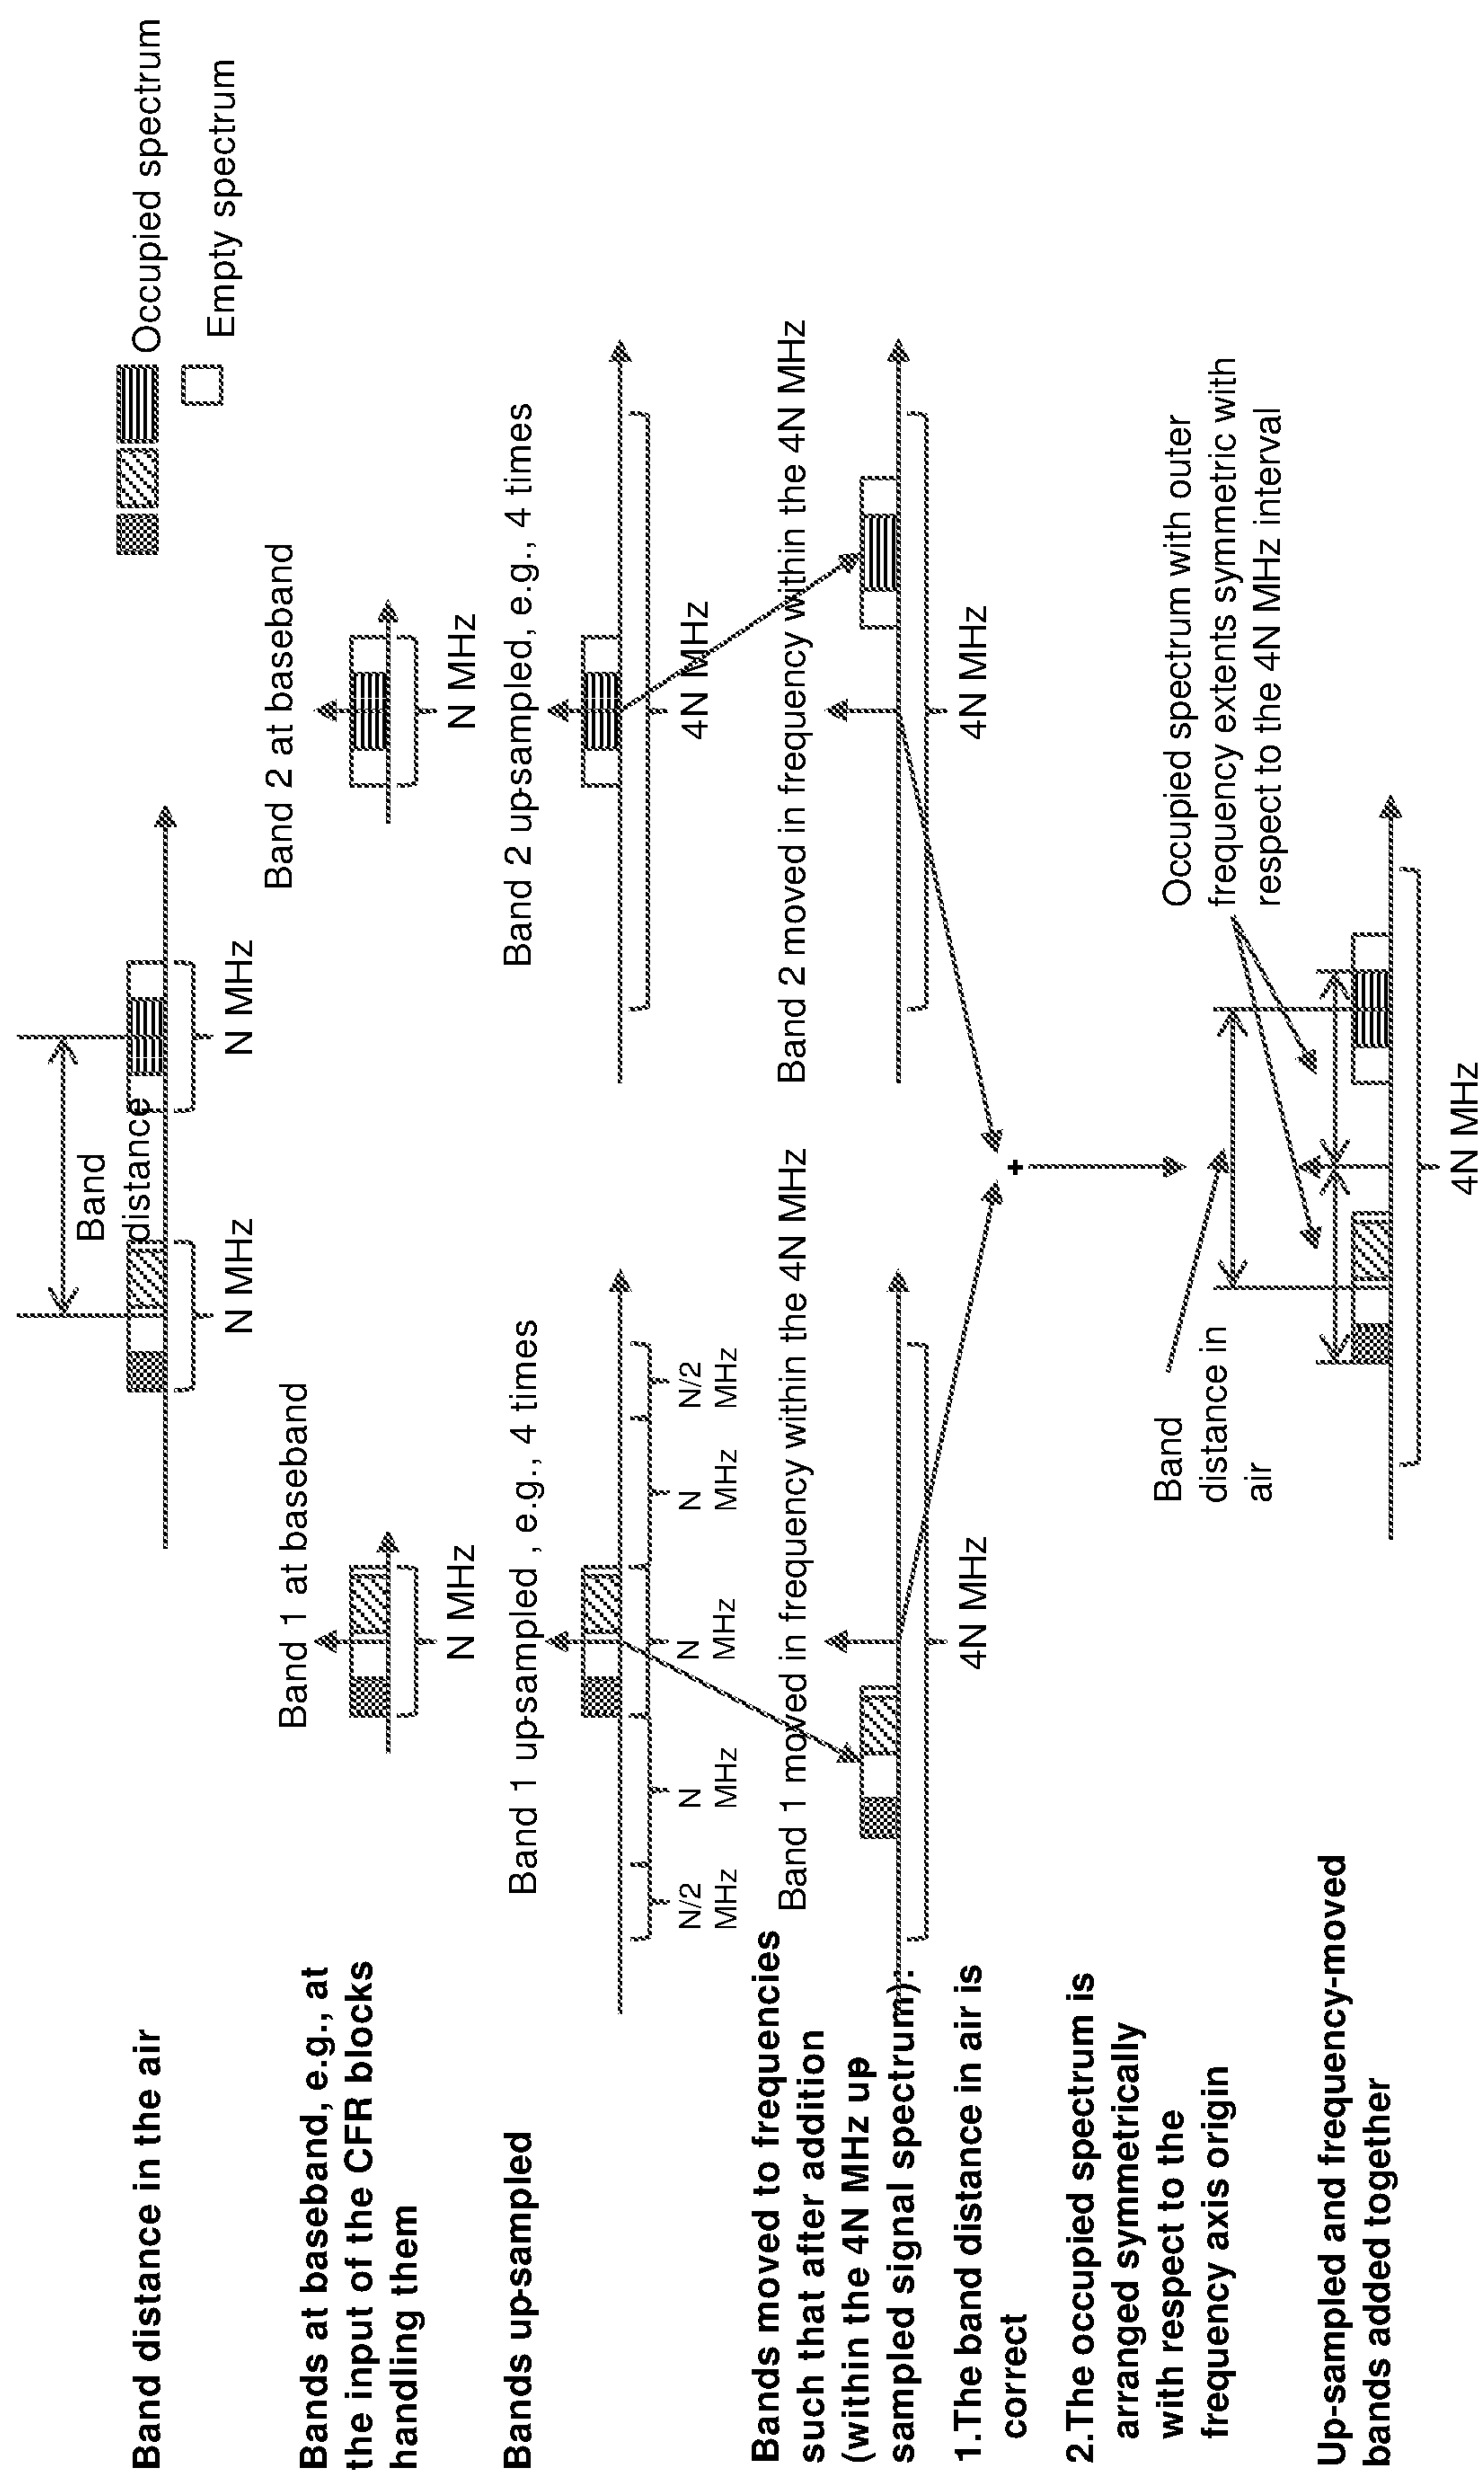 Band distance in the air
Band
distance
N MHz
N MHz
Occupied spectrum
Empty spectrum
Bands at baseband, e.g., at
the input of the CFR blocks
handling them
Band 1 at baseband
N MHz
Band 2 at baseband
N MHz
Bands up-sampled
Band 1 up-sampled , e.g., 4 times
N/2
MHz
N
MHz
N
MHz
N
MHz
N/2
MHz
Band 2 up-sampled, e.g., 4 times
4N MHz
Bands moved to frequencies
such that after addition
(within the 4N MHz up
sampled signal spectrum):
1.The band distance in air is
correct
2.The occupied spectrum is
arranged symmetrically
with respect to the
frequency axis origin
Band 1 moved in frequency within the 4N MHz
4N MHz
Band 2 moved in frequency within the 4N MHz
4N MHz
+
Up-sampled and frequency-moved
bands added together
Band
distance in
air
Occupied spectrum with outer
frequency extents symmetric with
respect to the 4N MHz interval
4N MHz